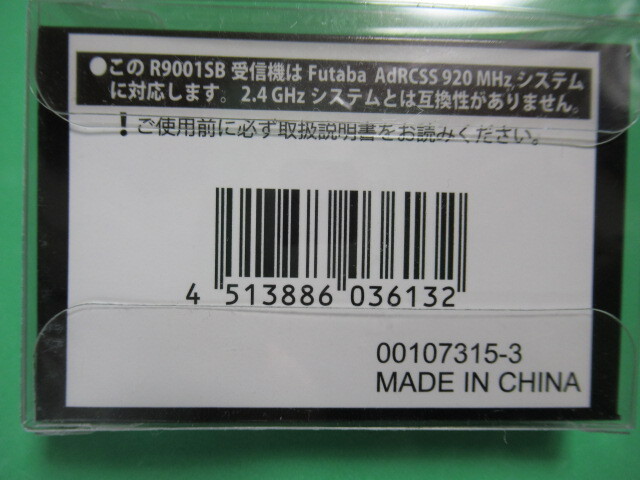 ●この R9001SB 受信機は Futaba AdRCSS 920 MHz システム
に対応します。 2.4 GHz システムとは互換性がありません。
！ご使用前に必ず取扱説明書をお読みください。
4 513886 036132
00107315-3
MADE IN CHINA